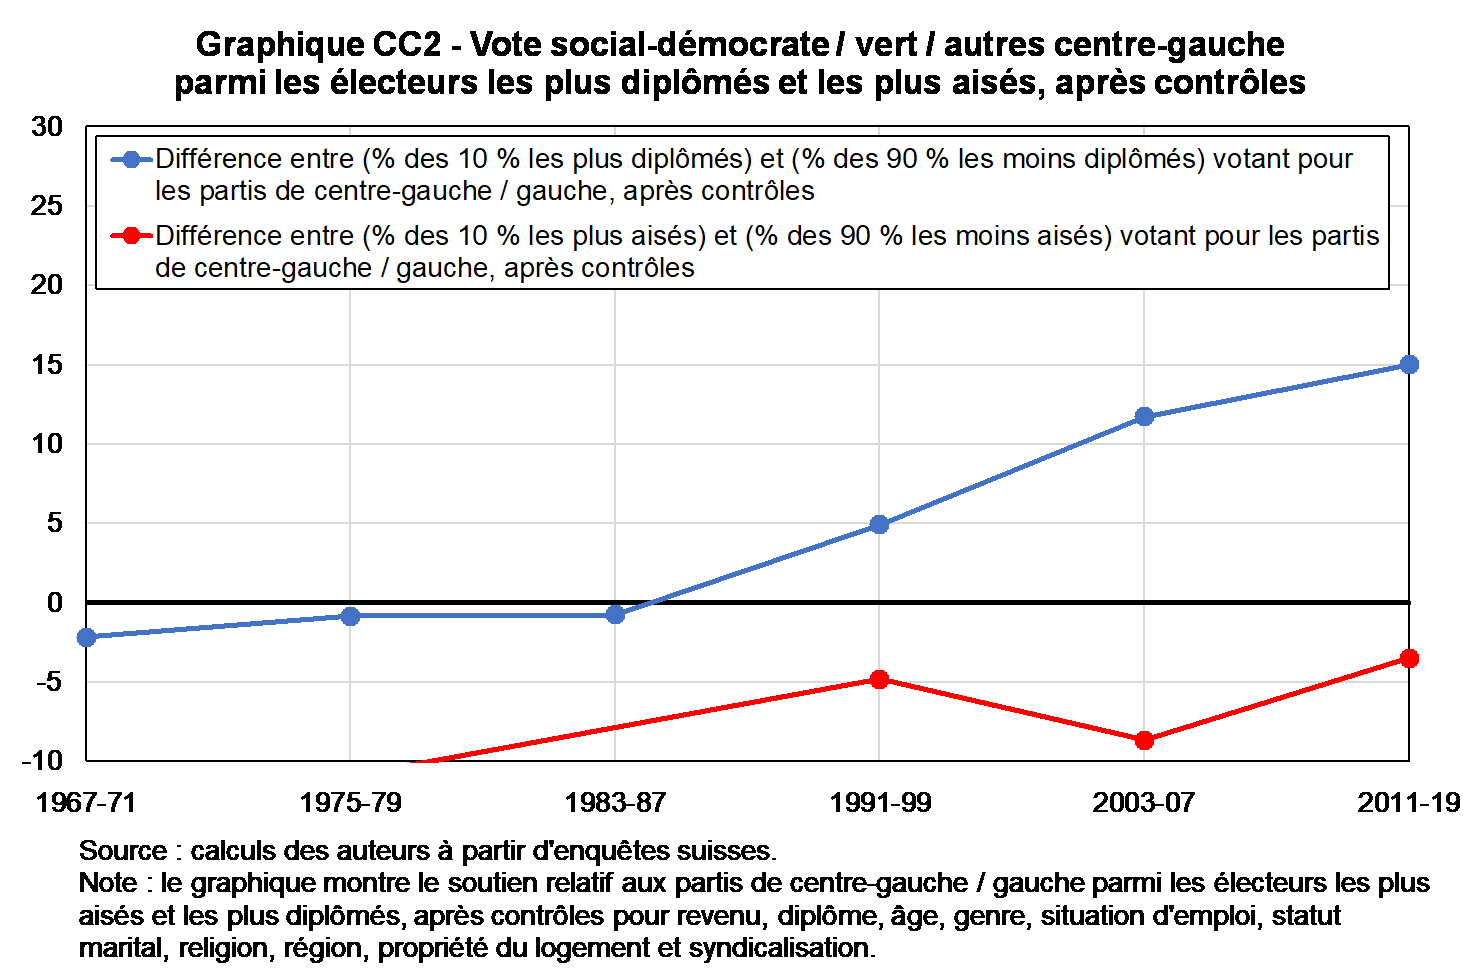 Graphique CC2 - Vote social-démocrate / vert / autres centre-gauche
parmi les électeurs les plus diplômés et les plus aisés, après contrôles
30
25
20
15
10
5
0
-5
-10
Différence entre (% des 10 % les plus diplômés) et (% des 90 % les moins diplômés) votant pour
les partis de centre-gauche / gauche, après contrôles
Différence entre (% des 10 % les plus aisés) et (% des 90 % les moins aisés) votant pour les partis
de centre-gauche / gauche, après contrôles
1967-71 1975-79 1983-87 1991-99 2003-07 2011-19
Source : calculs des auteurs à partir d'enquêtes suisses.
Note : le graphique montre le soutien relatif aux partis de centre-gauche / gauche parmi les électeurs les plus
aisés et les plus diplômés, après contrôles pour revenu, diplôme, âge, genre, situation d'emploi, statut
marital, religion, région, propriété du logement et syndicalisation.